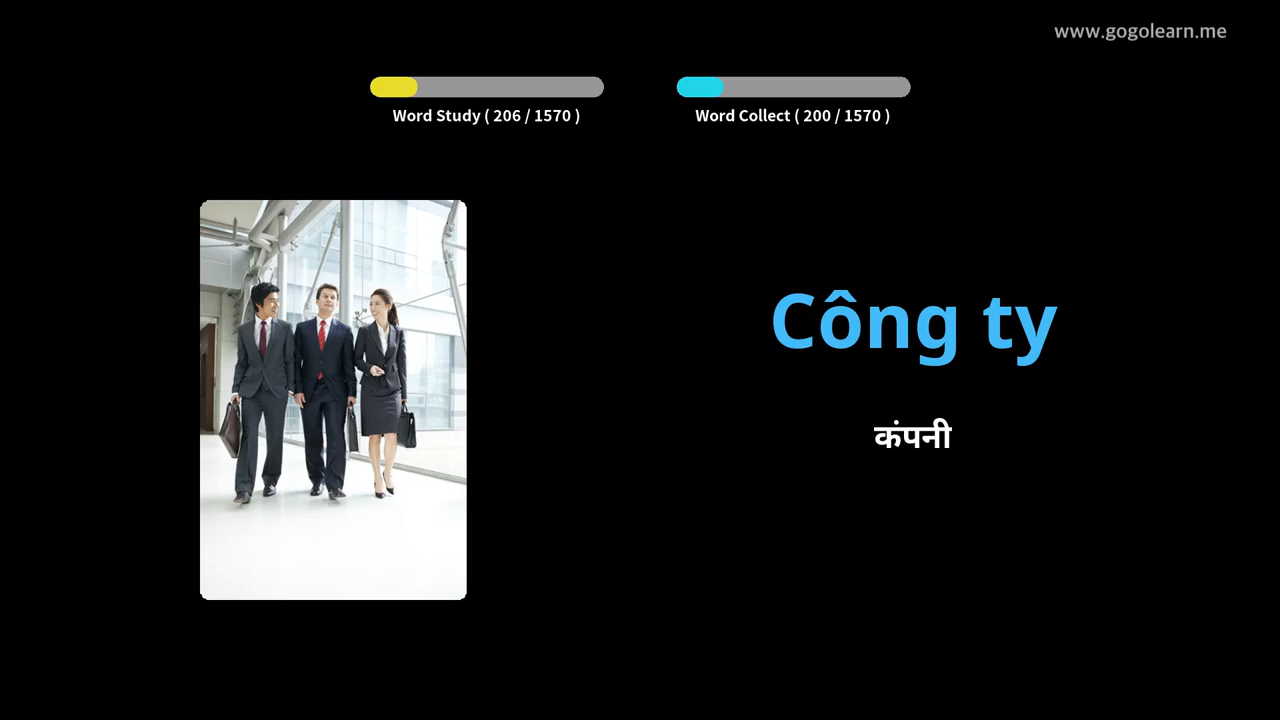 www.gogolearn.me
Word Study ( 206 / 1570 )
Word Collect ( 200 / 1570 )
Công ty
कंपनी